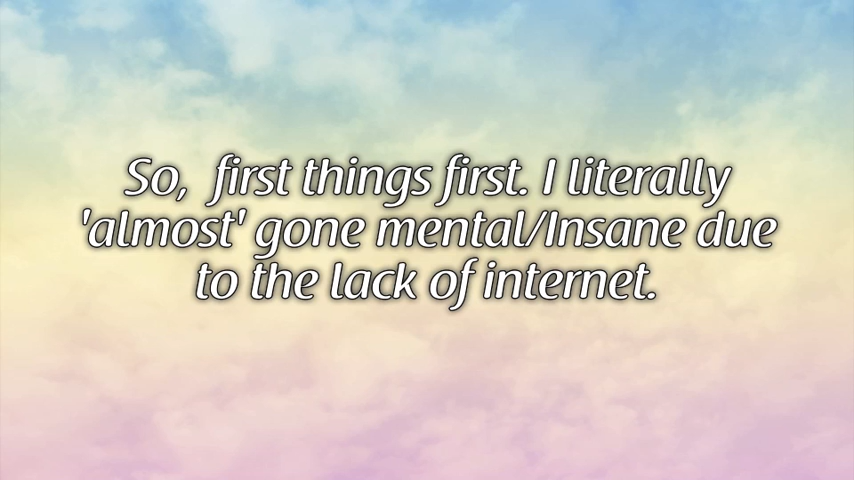 So,  first things first. I literally
'almost' gone mental/Insane due
to the lack of internet.